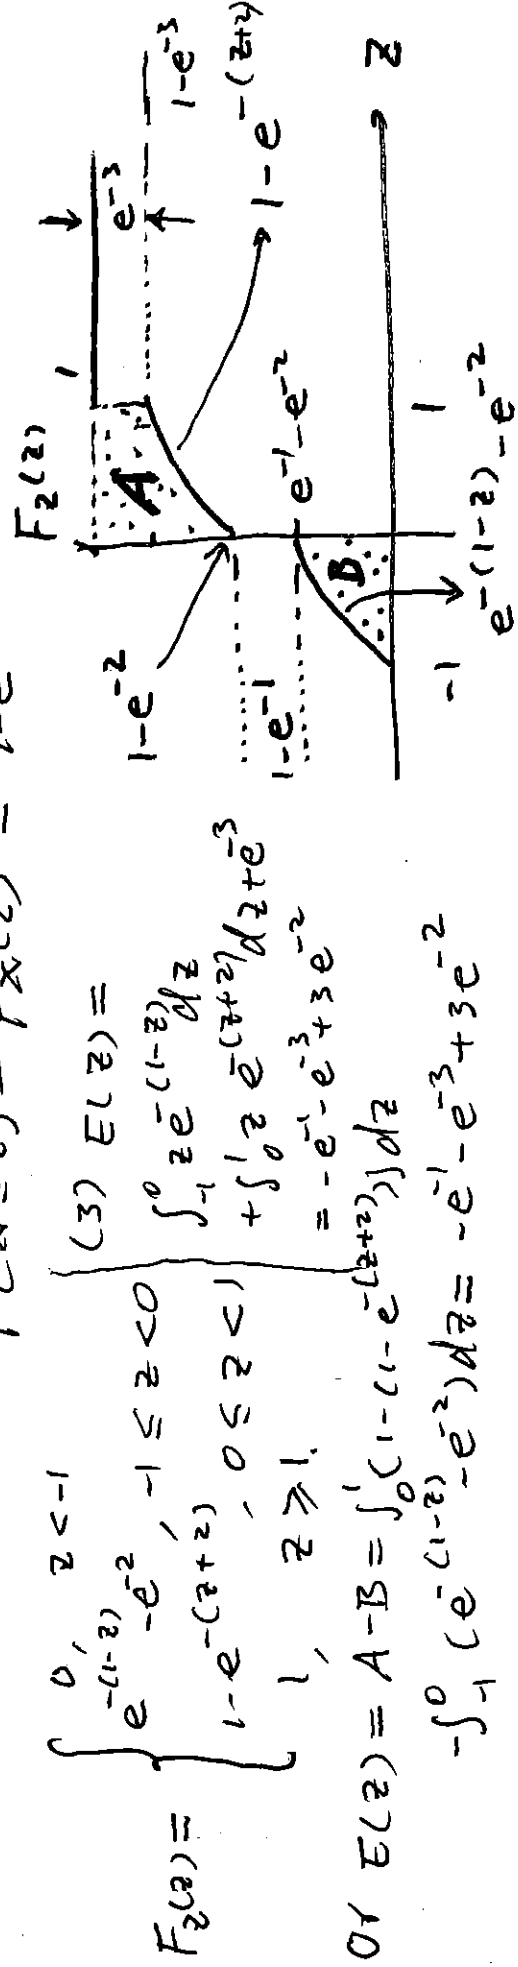 F_Z(z) = { 0, z < -1
e^{-(1-z)} - e^{-2}, -1 ≤ z < 0
1 - e^{-(z+2)}, 0 ≤ z < 1
1, z ≥ 1.
(3) E(Z) =
∫_{-1}^{0} z e^{-(1-z)} dz
+ ∫_{0}^{1} z e^{-(z+2)} dz + e^{-3}
= -e^{-1} - e^{-3} + 3e^{-2}
Or E(Z) = A - B = ∫_{0}^{1} (1 - (1 - e^{-(z+2)})) dz
- ∫_{-1}^{0} (e^{-(1-z)} - e^{-2}) dz = -e^{-1} - e^{-3} + 3e^{-2}
F_Z(z)
1
e^{-3}
1 - e^{-3}
A
1 - e^{-2}
1 - e^{-(z+2)}
1 - e^{-1}
e^{-1} - e^{-2}
B
-1
1
Z
e^{-(1-z)} - e^{-2}